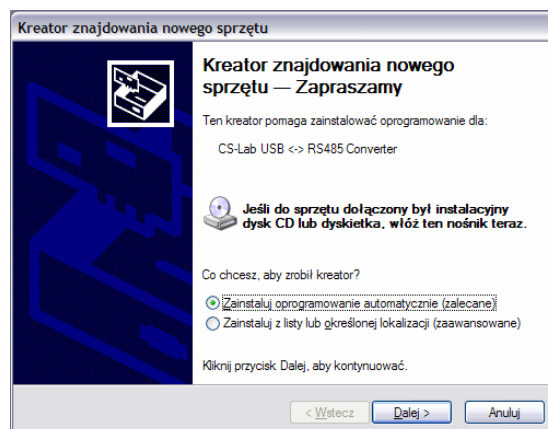 Kreator znajdowania nowego sprzętu
Kreator znajdowania nowego
sprzętu — Zapraszamy
Ten kreator pomaga zainstalować oprogramowanie dla:
CS-Lab USB <-> RS485 Converter
Jeśli do sprzętu dołączony był instalacyjny
dysk CD lub dyskietka, włóż ten nośnik teraz.
Co chcesz, aby zrobił kreator?
Zainstaluj oprogramowanie automatycznie (zalecane)
Zainstaluj z listy lub określonej lokalizacji (zaawansowane)
Kliknij przycisk Dalej, aby kontynuować.
< Wstecz
Dalej >
Anuluj